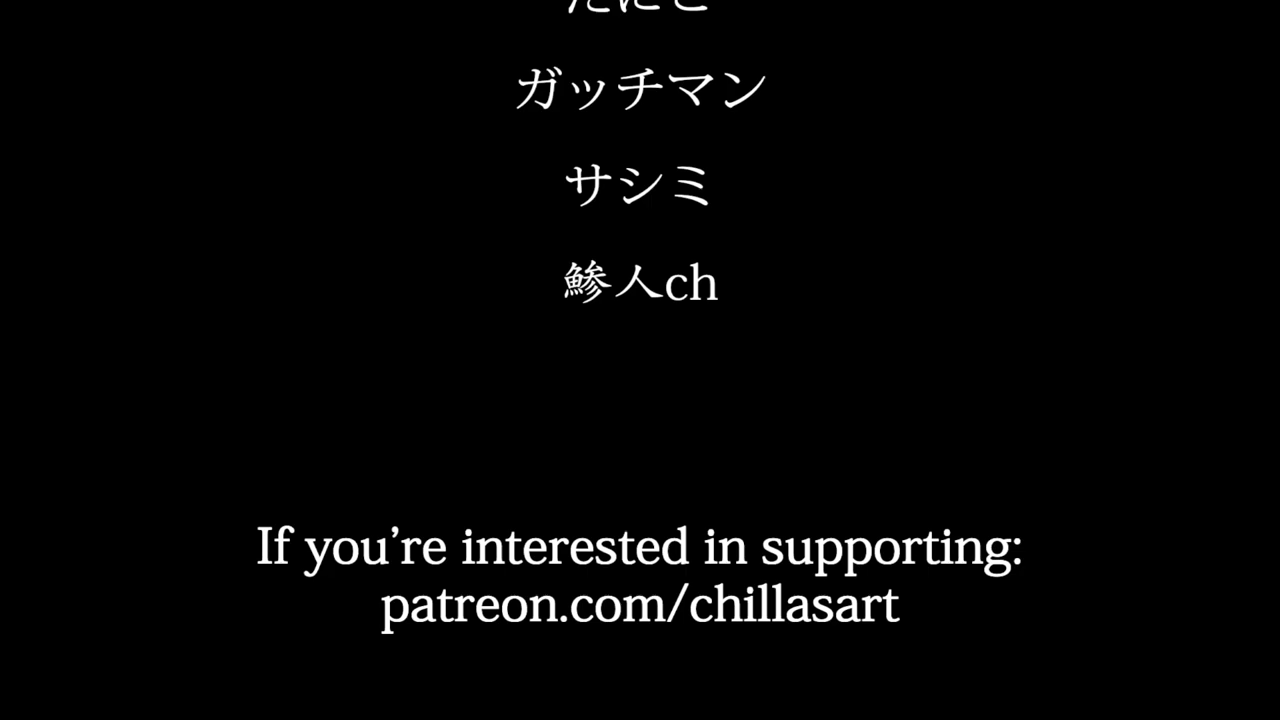 ガッチマン
サシミ
鯵人ch
If you’re interested in supporting:
patreon.com/chillasart